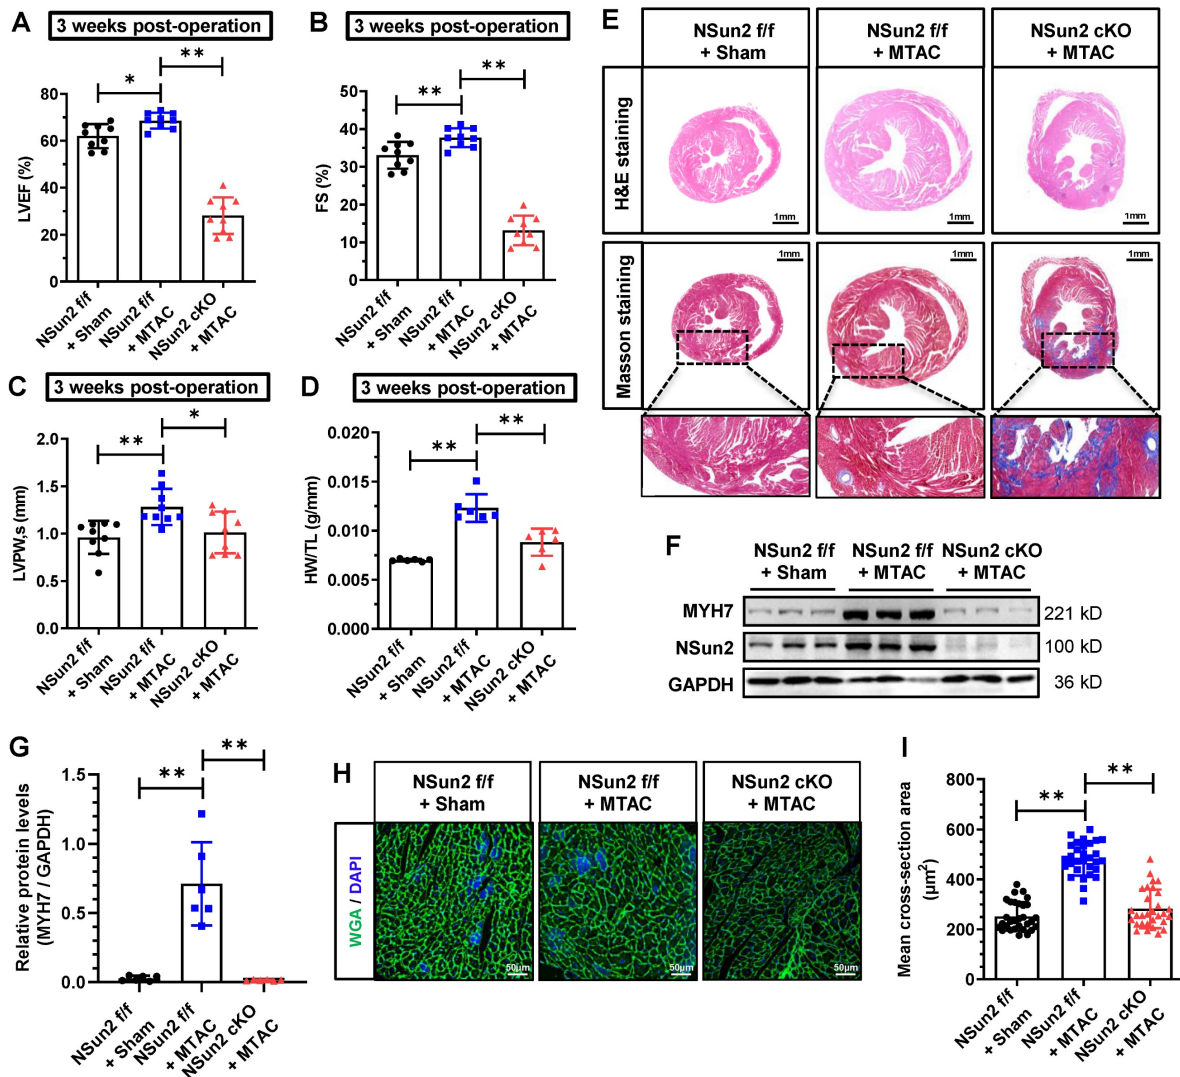 A
3 weeks post-operation
**
*
80
60
40
20
0
LVEF (%)
NSun2 f/f
+ Sham
NSun2 f/f
+ MTAC
NSun2 cKO
+ MTAC
B
3 weeks post-operation
**
**
50
40
30
20
10
0
FS (%)
NSun2 f/f
+ Sham
NSun2 f/f
+ MTAC
NSun2 cKO
+ MTAC
C
3 weeks post-operation
*
**
2.0
1.5
1.0
0.5
0.0
LVPW,s (mm)
NSun2 f/f
+ Sham
NSun2 f/f
+ MTAC
NSun2 cKO
+ MTAC
D
3 weeks post-operation
**
**
0.020
0.015
0.010
0.005
0.000
HW/TL (g/mm)
NSun2 f/f
+ Sham
NSun2 f/f
+ MTAC
NSun2 cKO
+ MTAC
E
NSun2 f/f
+ Sham
NSun2 f/f
+ MTAC
NSun2 cKO
+ MTAC
H&E staining
1mm
1mm
1mm
Masson staining
1mm
1mm
1mm
F
NSun2 f/f
+ Sham
NSun2 f/f
+ MTAC
NSun2 cKO
+ MTAC
MYH7
221 kD
NSun2
100 kD
GAPDH
36 kD
G
**
**
1.5
1.0
0.5
0.0
Relative protein levels
(MYH7 / GAPDH)
NSun2 f/f
+ Sham
NSun2 f/f
+ MTAC
NSun2 cKO
+ MTAC
H
NSun2 f/f
+ Sham
NSun2 f/f
+ MTAC
NSun2 cKO
+ MTAC
WGA / DAPI
50μm
50μm
50μm
I
**
**
800
600
400
200
0
Mean cross-section area
(μm²)
NSun2 f/f
+ Sham
NSun2 f/f
+ MTAC
NSun2 cKO
+ MTAC